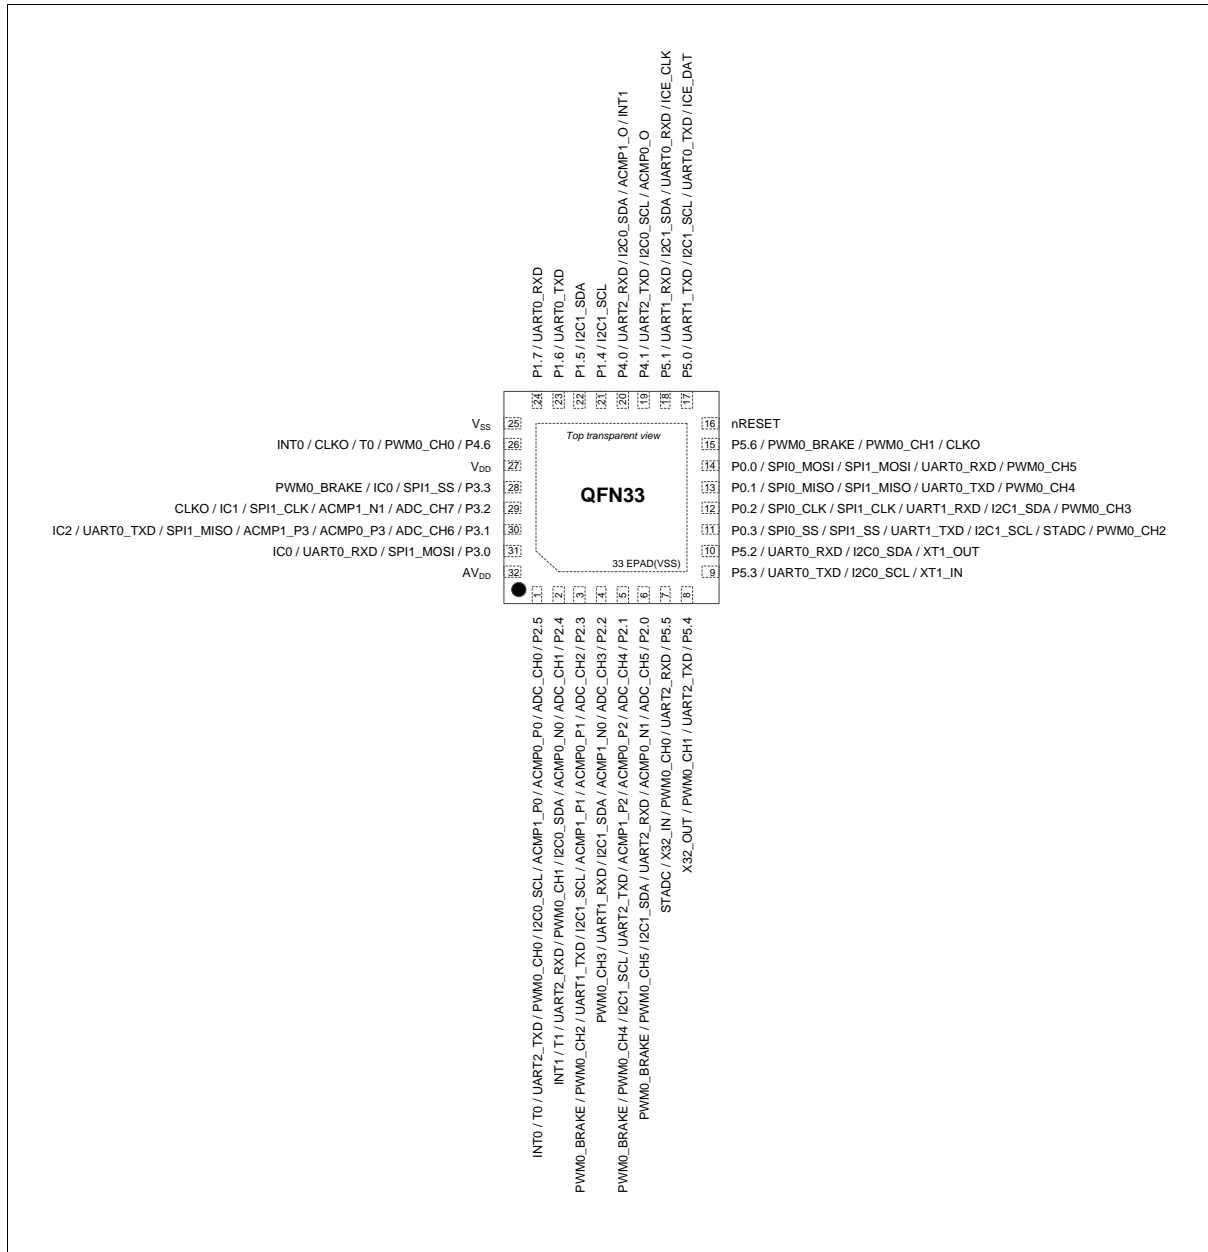 P1.7 / UART0_RXD
P1.6 / UART0_TXD
P1.5 / I2C1_SDA
P1.4 / I2C1_SCL
P4.0 / UART2_RXD / I2C0_SDA / ACMP1_O / INT1
P4.1 / UART2_TXD / I2C0_SCL / ACMP0_O
P5.1 / UART1_RXD / I2C1_SDA / UART0_RXD / ICE_CLK
P5.0 / UART1_TXD / I2C1_SCL / UART0_TXD / ICE_DAT
24
23
22
21
20
19
18
17
VSS 25
INT0 / CLKO / T0 / PWM0_CH0 / P4.6 26
VDD 27
PWM0_BRAKE / IC0 / SPI1_SS / P3.3 28
CLKO / IC1 / SPI1_CLK / ACMP1_N1 / ADC_CH7 / P3.2 29
IC2 / UART0_TXD / SPI1_MISO / ACMP1_P3 / ACMP0_P3 / ADC_CH6 / P3.1 30
IC0 / UART0_RXD / SPI1_MOSI / P3.0 31
AVDD 32
Top transparent view
QFN33
33 EPAD(VSS)
16 nRESET
15 P5.6 / PWM0_BRAKE / PWM0_CH1 / CLKO
14 P0.0 / SPI0_MOSI / SPI1_MOSI / UART0_RXD / PWM0_CH5
13 P0.1 / SPI0_MISO / SPI1_MISO / UART0_TXD / PWM0_CH4
12 P0.2 / SPI0_CLK / SPI1_CLK / UART1_RXD / I2C1_SDA / PWM0_CH3
11 P0.3 / SPI0_SS / SPI1_SS / UART1_TXD / I2C1_SCL / STADC / PWM0_CH2
10 P5.2 / UART0_RXD / I2C0_SDA / XT1_OUT
9 P5.3 / UART0_TXD / I2C0_SCL / XT1_IN
1
2
3
4
5
6
7
8
INT0 / T0 / UART2_TXD / PWM0_CH0 / I2C0_SCL / ACMP1_P0 / ACMP0_P0 / ADC_CH0 / P2.5
INT1 / T1 / UART2_RXD / PWM0_CH1 / I2C0_SDA / ACMP0_N0 / ADC_CH1 / P2.4
PWM0_BRAKE / PWM0_CH2 / UART1_TXD / I2C1_SCL / ACMP1_P1 / ACMP0_P1 / ADC_CH2 / P2.3
PWM0_CH3 / UART1_RXD / I2C1_SDA / ACMP1_N0 / ADC_CH3 / P2.2
PWM0_BRAKE / PWM0_CH4 / I2C1_SCL / UART2_TXD / ACMP1_P2 / ACMP0_P2 / ADC_CH4 / P2.1
PWM0_BRAKE / PWM0_CH5 / I2C1_SDA / UART2_RXD / ACMP0_N1 / ADC_CH5 / P2.0
STADC / X32_IN / PWM0_CH0 / UART2_RXD / P5.5
X32_OUT / PWM0_CH1 / UART2_TXD / P5.4